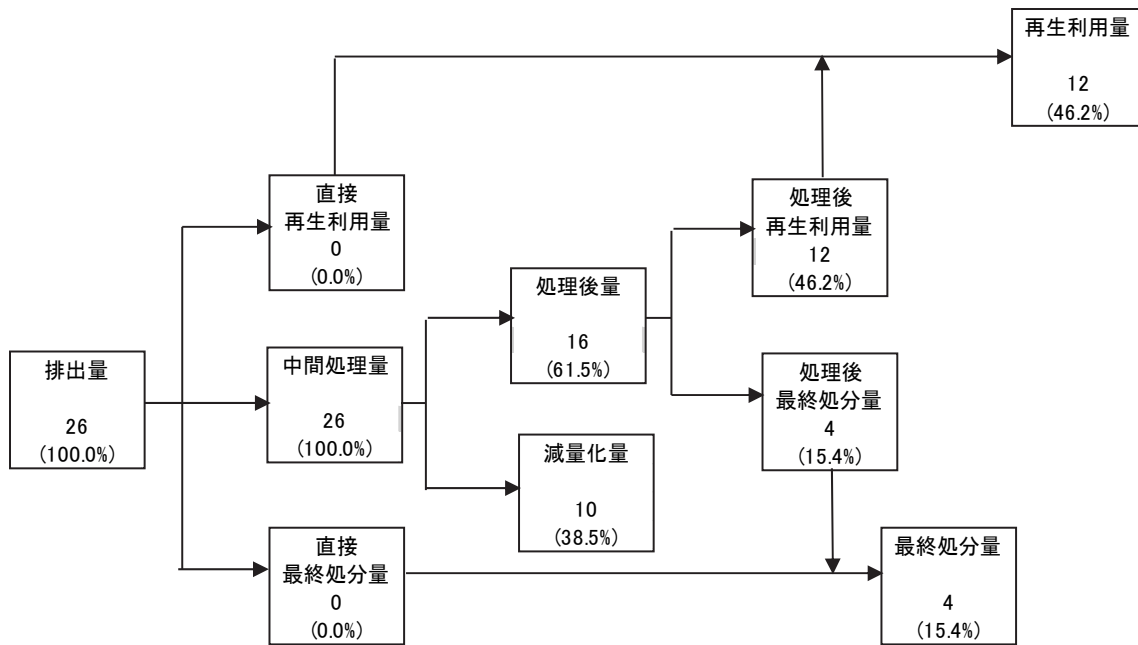 再生利用量
12
(46.2%)
直接
再生利用量
0
(0.0%)
処理後
再生利用量
12
(46.2%)
処理後量
16
(61.5%)
排出量
26
(100.0%)
中間処理量
26
(100.0%)
処理後
最終処分量
4
(15.4%)
減量化量
10
(38.5%)
直接
最終処分量
0
(0.0%)
最終処分量
4
(15.4%)